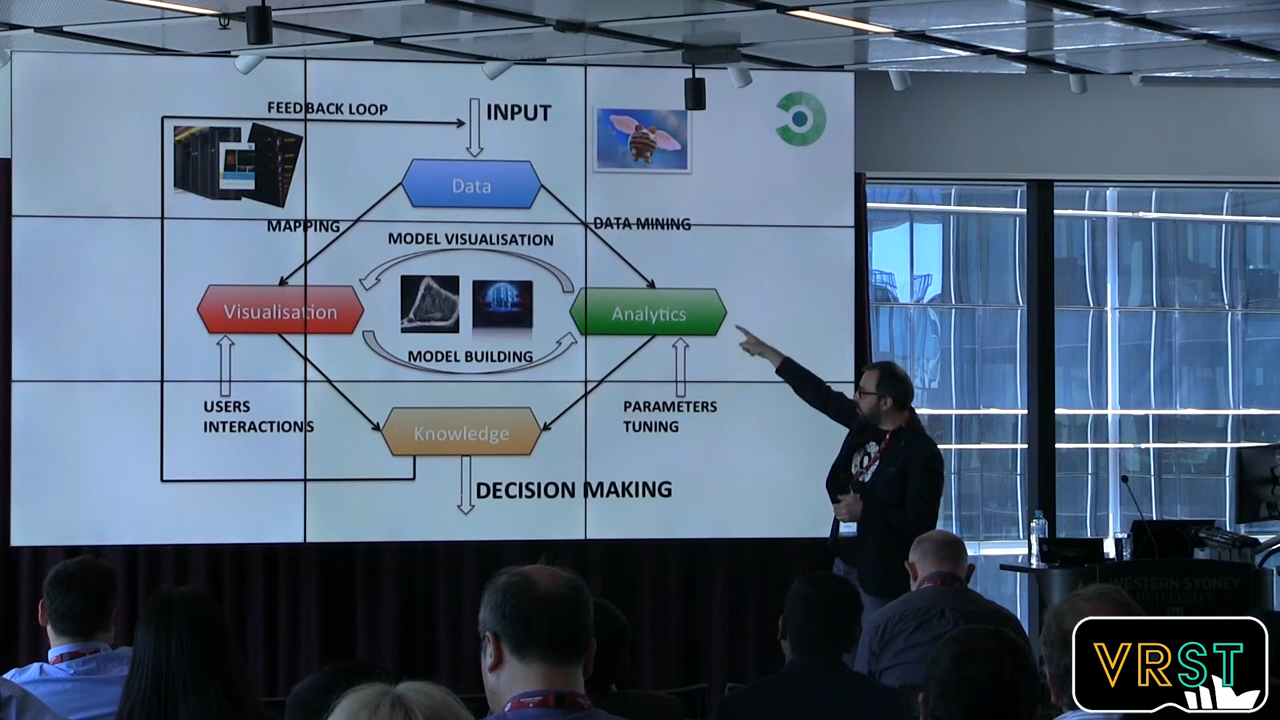 FEEDBACK LOOP
INPUT
Data
MAPPING
DATA MINING
MODEL VISUALISATION
Visualisation
Analytics
MODEL BUILDING
USERS
INTERACTIONS
PARAMETERS
TUNING
Knowledge
DECISION MAKING
WESTERN SYDNEY
UNIVERSITY
VRST